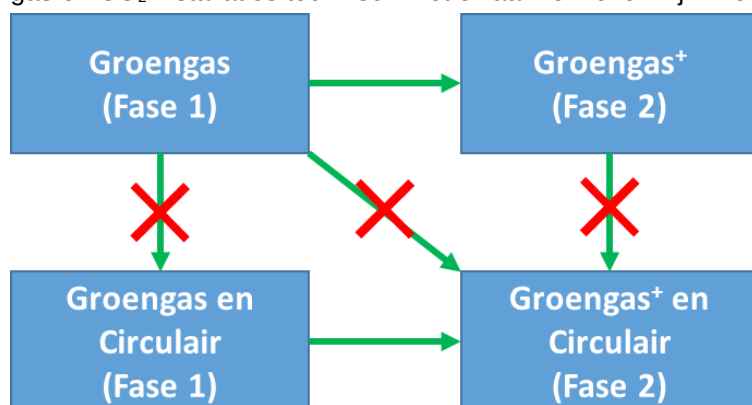 Groengas
(Fase 1)
Groengas⁺
(Fase 2)
Groengas en
Circulair
(Fase 1)
Groengas⁺ en
Circulair
(Fase 2)